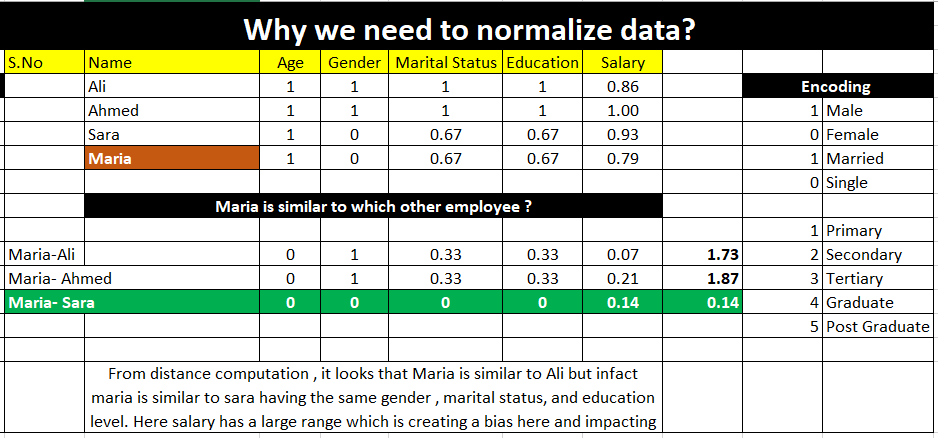 Why we need to normalize data?
S.No Name Age Gender Marital Status Education Salary
Ali 1 1 1 1 0.86 Encoding
Ahmed 1 1 1 1 1.00 1 Male
Sara 1 0 0.67 0.67 0.93 0 Female
Maria 1 0 0.67 0.67 0.79 1 Married
0 Single
Maria is similar to which other employee ?
1 Primary
Maria-Ali 0 1 0.33 0.33 0.07 1.73 2 Secondary
Maria- Ahmed 0 1 0.33 0.33 0.21 1.87 3 Tertiary
Maria- Sara 0 0 0 0 0.14 0.14 4 Graduate
5 Post Graduate
From distance computation , it looks that Maria is similar to Ali but infact
maria is similar to sara having the same gender , marital status, and education
level. Here salary has a large range which is creating a bias here and impacting